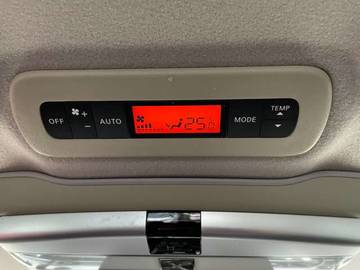 OFF + - AUTO 25 MODE TEMP